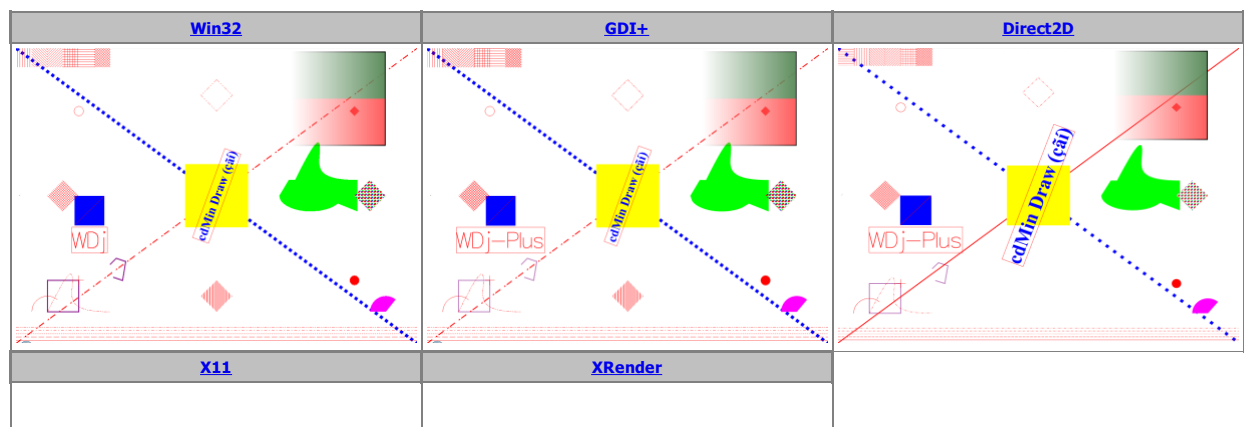 Win32
GDI+
Direct2D
cdMin Draw (çãí)
WDj
cdMin Draw (çãí)
WDj-Plus
cdMin Draw (çãí)
WDj-Plus
X11
XRender